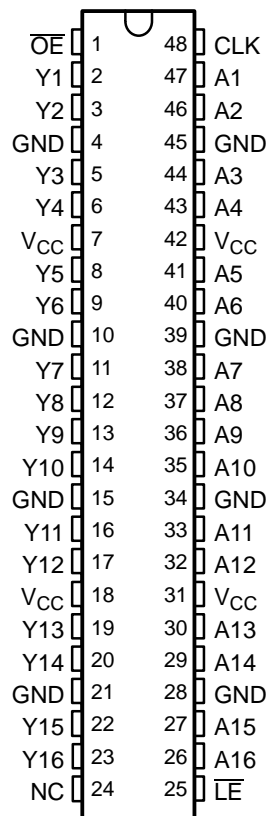 O̅E̅ 1 48 CLK
Y1 2 47 A1
Y2 3 46 A2
GND 4 45 GND
Y3 5 44 A3
Y4 6 43 A4
VCC 7 42 VCC
Y5 8 41 A5
Y6 9 40 A6
GND 10 39 GND
Y7 11 38 A7
Y8 12 37 A8
Y9 13 36 A9
Y10 14 35 A10
GND 15 34 GND
Y11 16 33 A11
Y12 17 32 A12
VCC 18 31 VCC
Y13 19 30 A13
Y14 20 29 A14
GND 21 28 GND
Y15 22 27 A15
Y16 23 26 A16
NC 24 25 L̅E̅